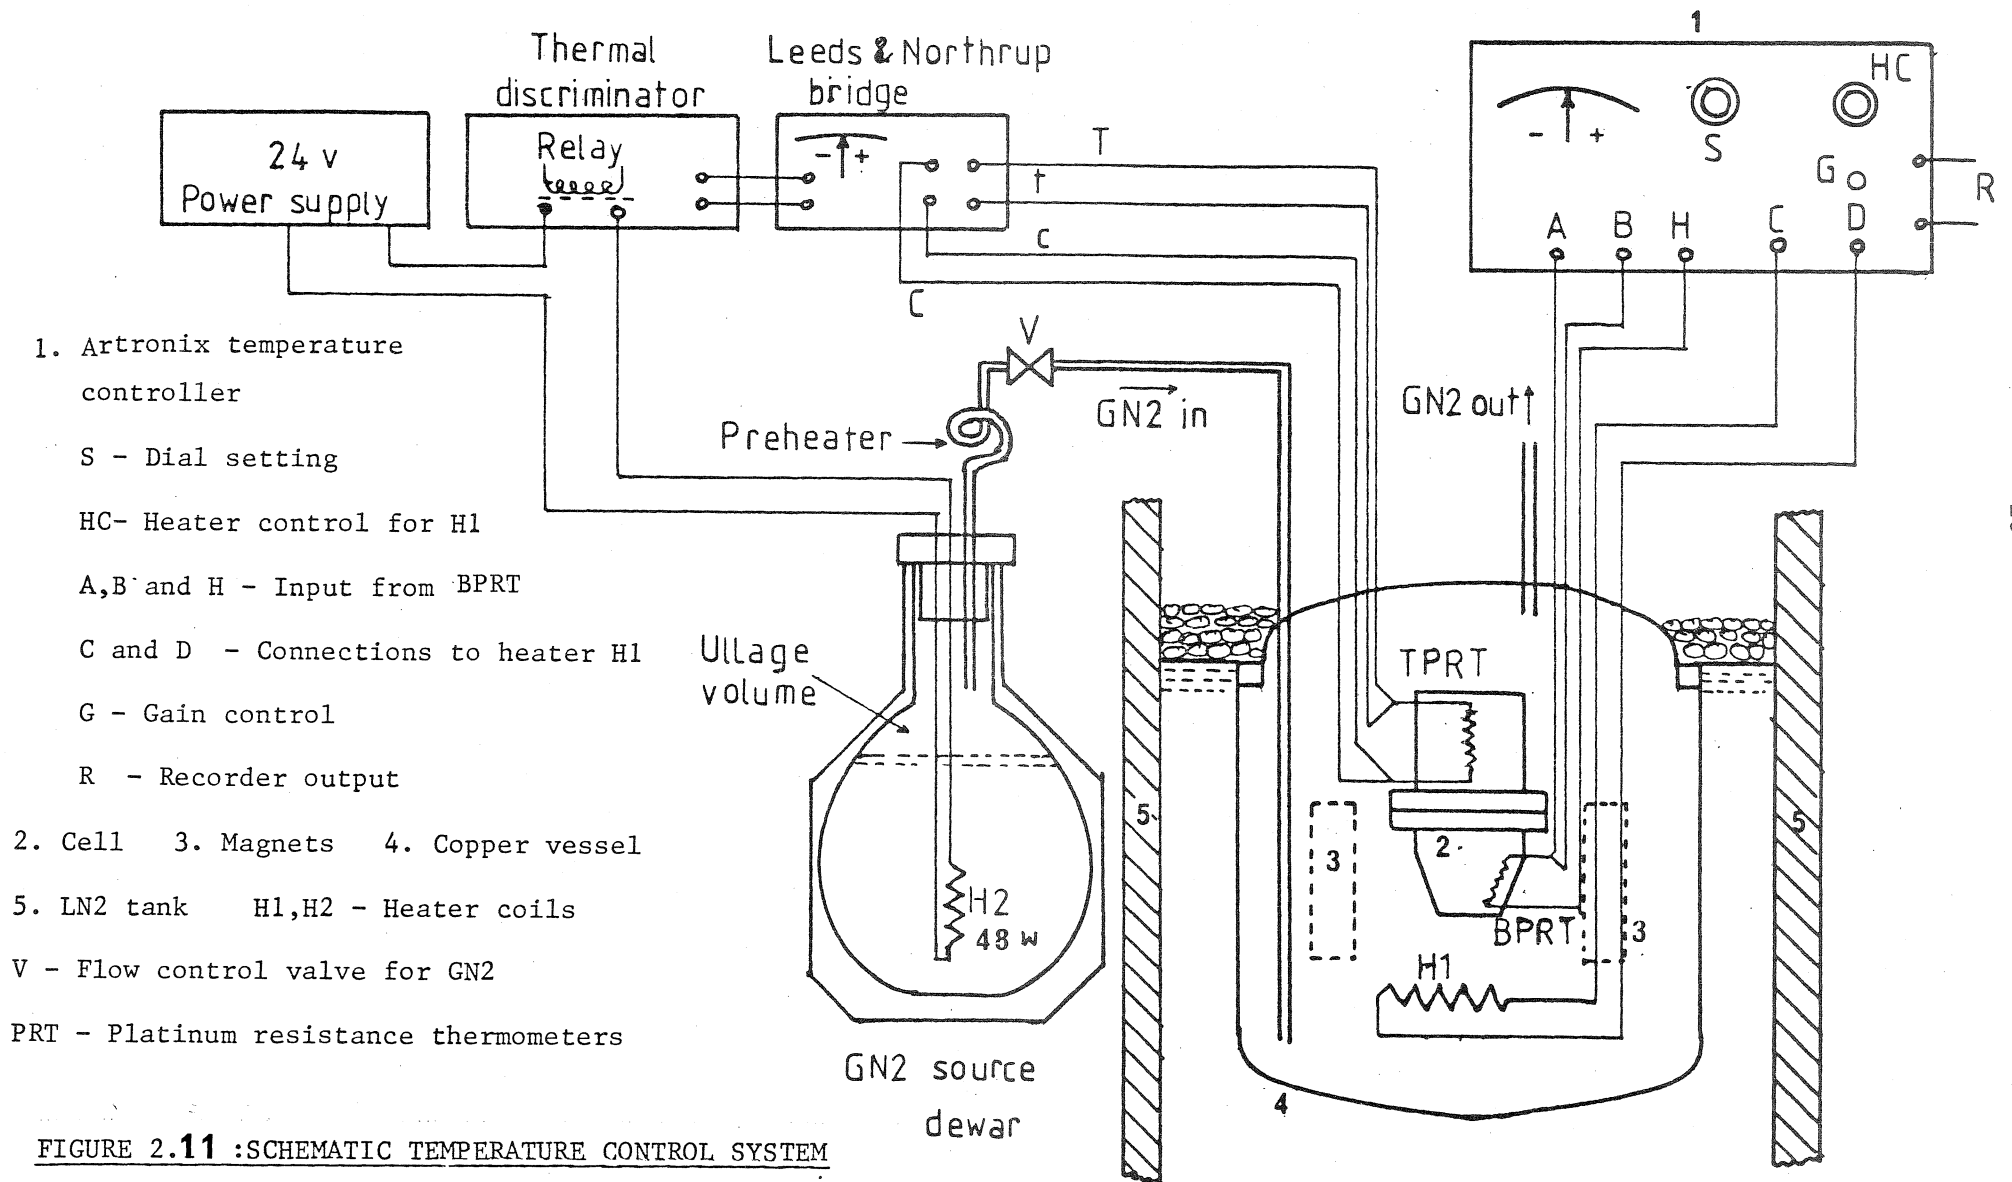 1
Thermal
discriminator
Leeds & Northrup
bridge
HC
24 v
Power supply
Relay
- +
T
t
c
C
- +
S
G
R
A B H C D
1. Artronix temperature
controller
S - Dial setting
HC- Heater control for H1
A,B and H - Input from BPRT
C and D - Connections to heater H1
G - Gain control
R - Recorder output
2. Cell 3. Magnets 4. Copper vessel
5. LN2 tank H1,H2 - Heater coils
V - Flow control valve for GN2
PRT - Platinum resistance thermometers
V
GN2 in
Preheater
GN2 out
Ullage
volume
TPRT
5
5
2
3
3
BPRT
H2
48 w
H1
4
GN2 source
dewar
FIGURE 2.11 :SCHEMATIC TEMPERATURE CONTROL SYSTEM